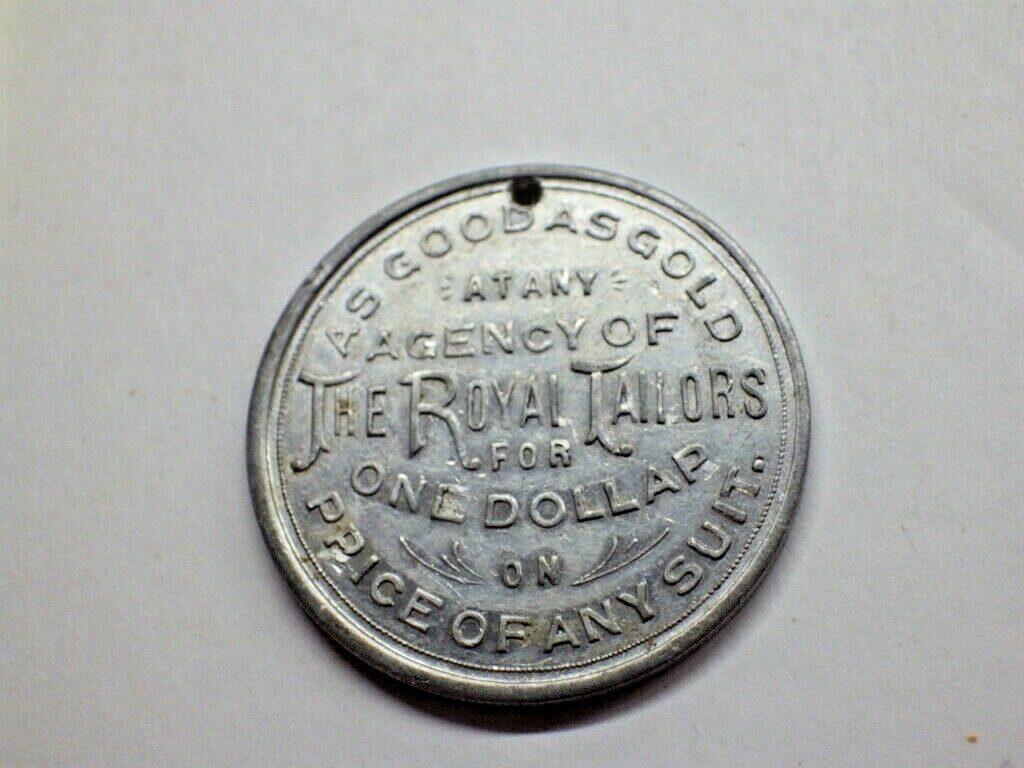 AS GOOD AS GOLD
AT ANY
AGENCY OF
THE ROYAL TAILORS
FOR
ONE DOLLAR
ON
PRICE OF ANY SUIT.